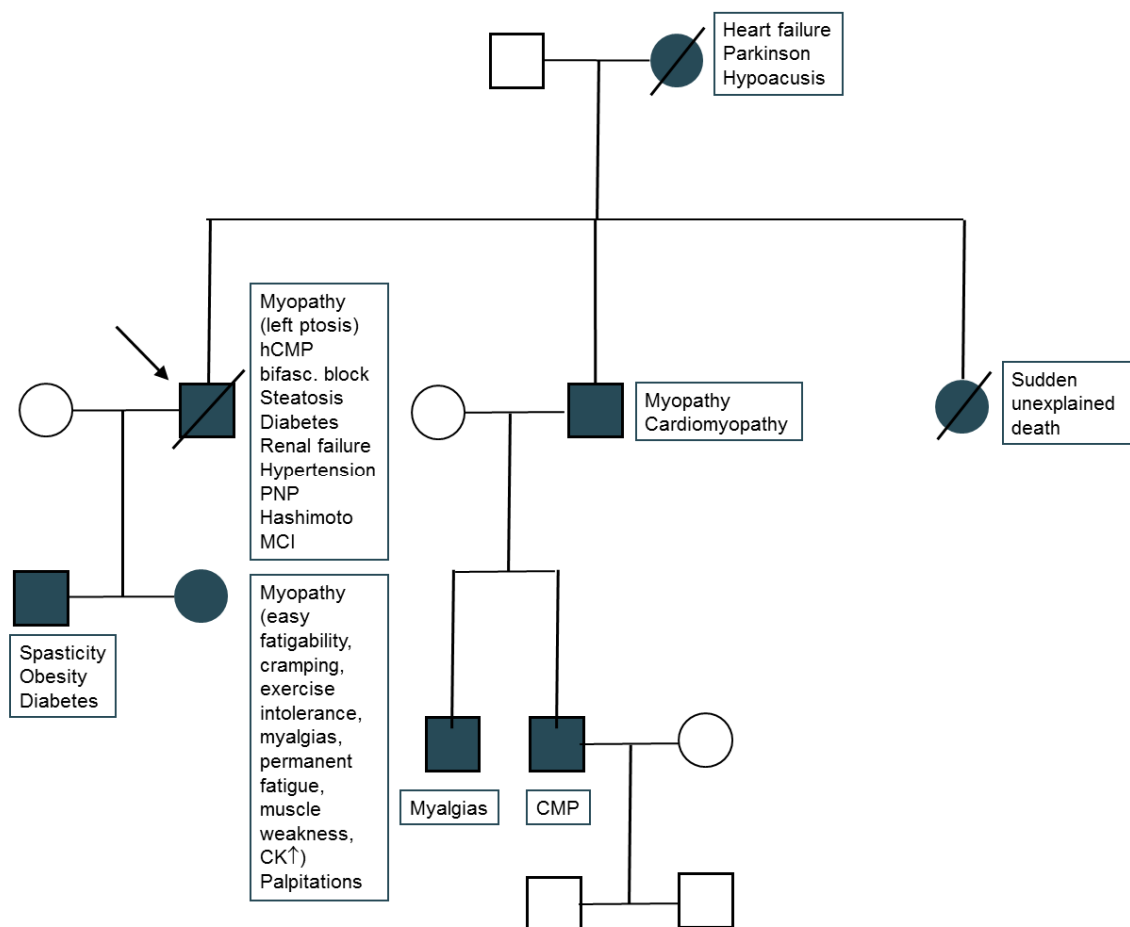 Heart failure
Parkinson
Hypoacusis
Myopathy
(left ptosis)
hCMP
bifasc. block
Steatosis
Diabetes
Renal failure
Hypertension
PNP
Hashimoto
MCI
Myopathy
Cardiomyopathy
Sudden
unexplained
death
Spasticity
Obesity
Diabetes
Myopathy
(easy
fatigability,
cramping,
exercise
intolerance,
myalgias,
permanent
fatigue,
muscle
weakness,
CK↑)
Palpitations
Myalgias
CMP